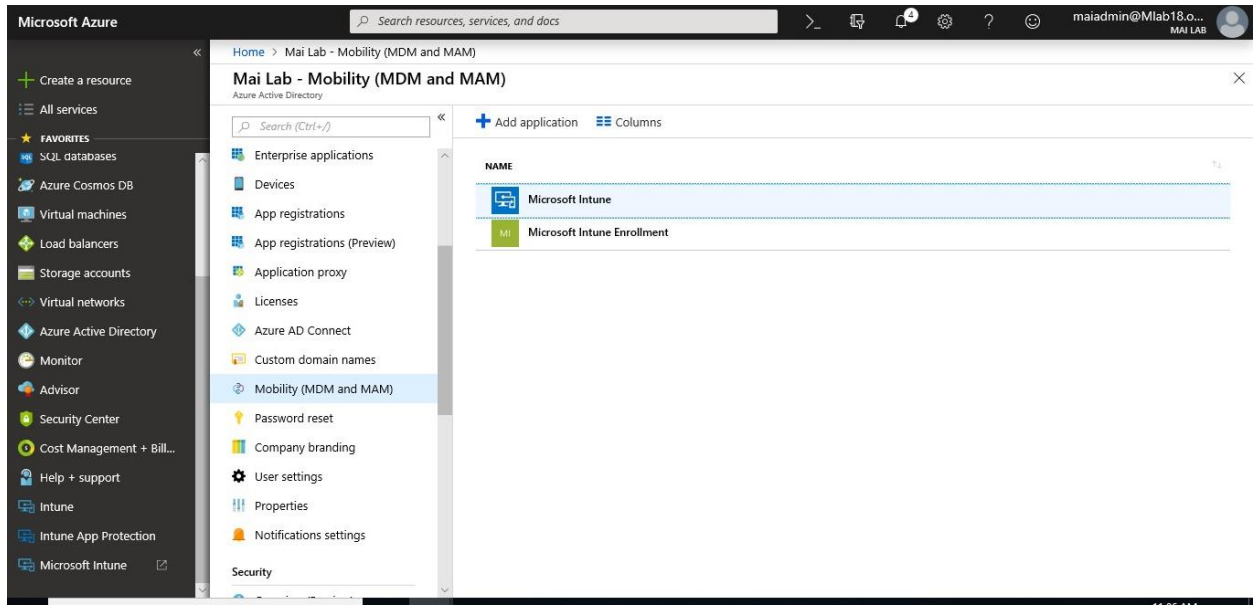 Microsoft Azure
Search resources, services, and docs
4
maiadmin@Mlab18.o...
MAI LAB
Home > Mai Lab - Mobility (MDM and MAM)
Mai Lab - Mobility (MDM and MAM)
Azure Active Directory
Create a resource
All services
FAVORITES
SQL databases
Azure Cosmos DB
Virtual machines
Load balancers
Storage accounts
Virtual networks
Azure Active Directory
Monitor
Advisor
Security Center
Cost Management + Bill...
Help + support
Intune
Intune App Protection
Microsoft Intune
Search (Ctrl+/)
Enterprise applications
Devices
App registrations
App registrations (Preview)
Application proxy
Licenses
Azure AD Connect
Custom domain names
Mobility (MDM and MAM)
Password reset
Company branding
User settings
Properties
Notifications settings
Security
Add application
Columns
NAME
Microsoft Intune
MI Microsoft Intune Enrollment